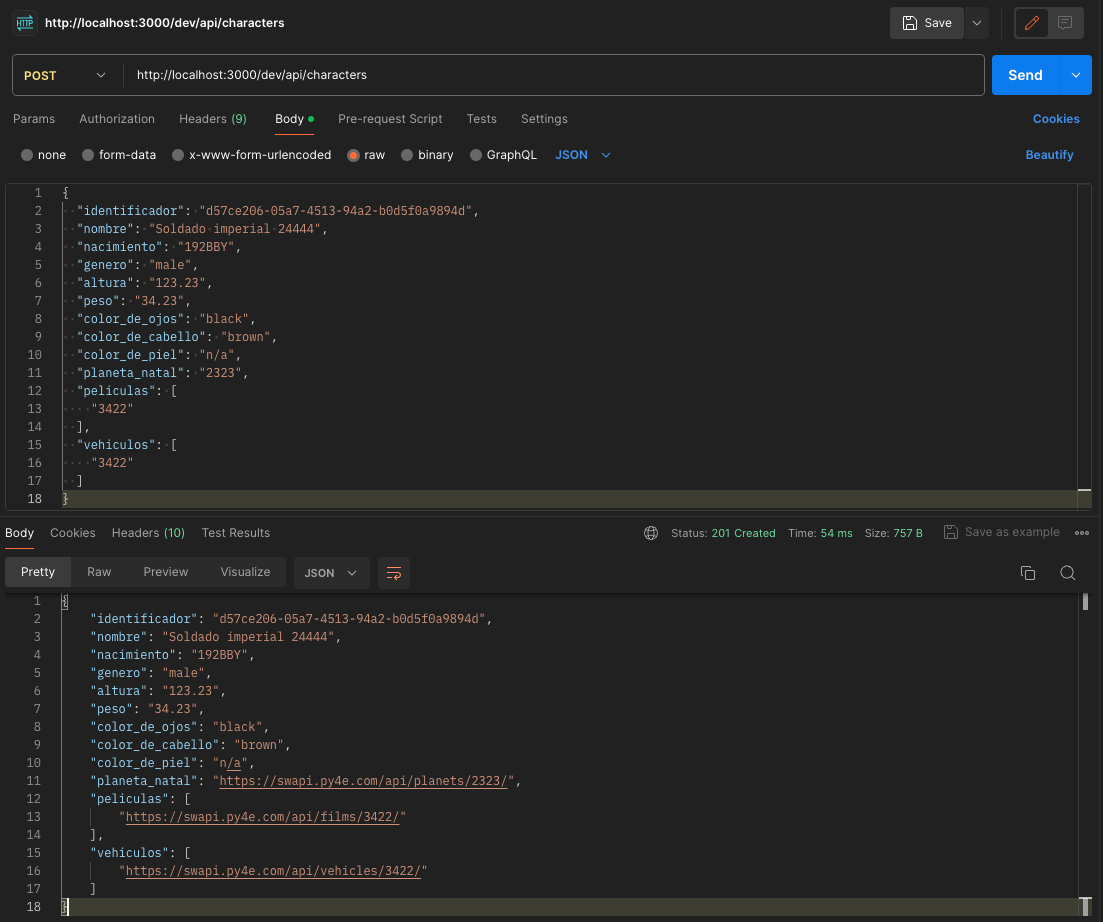 HTTP http://localhost:3000/dev/api/characters Save
POST http://localhost:3000/dev/api/characters Send
Params Authorization Headers (9) Body Pre-request Script Tests Settings Cookies
none form-data x-www-form-urlencoded raw binary GraphQL JSON Beautify
1 {
2 "identificador": "d57ce206-05a7-4513-94a2-b0d5f0a9894d",
3 "nombre": "Soldado imperial 24444",
4 "nacimiento": "192BBY",
5 "genero": "male",
6 "altura": "123.23",
7 "peso": "34.23",
8 "color_de_ojos": "black",
9 "color_de_cabello": "brown",
10 "color_de_piel": "n/a",
11 "planeta_natal": "2323",
12 "peliculas": [
13 "3422"
14 ],
15 "vehiculos": [
16 "3422"
17 ]
18 }
Body Cookies Headers (10) Test Results Status: 201 Created Time: 54 ms Size: 757 B Save as example
Pretty Raw Preview Visualize JSON
1 {
2 "identificador": "d57ce206-05a7-4513-94a2-b0d5f0a9894d",
3 "nombre": "Soldado imperial 24444",
4 "nacimiento": "192BBY",
5 "genero": "male",
6 "altura": "123.23",
7 "peso": "34.23",
8 "color_de_ojos": "black",
9 "color_de_cabello": "brown",
10 "color_de_piel": "n/a",
11 "planeta_natal": "https://swapi.py4e.com/api/planets/2323/",
12 "peliculas": [
13 "https://swapi.py4e.com/api/films/3422/"
14 ],
15 "vehiculos": [
16 "https://swapi.py4e.com/api/vehicles/3422/"
17 ]
18 }